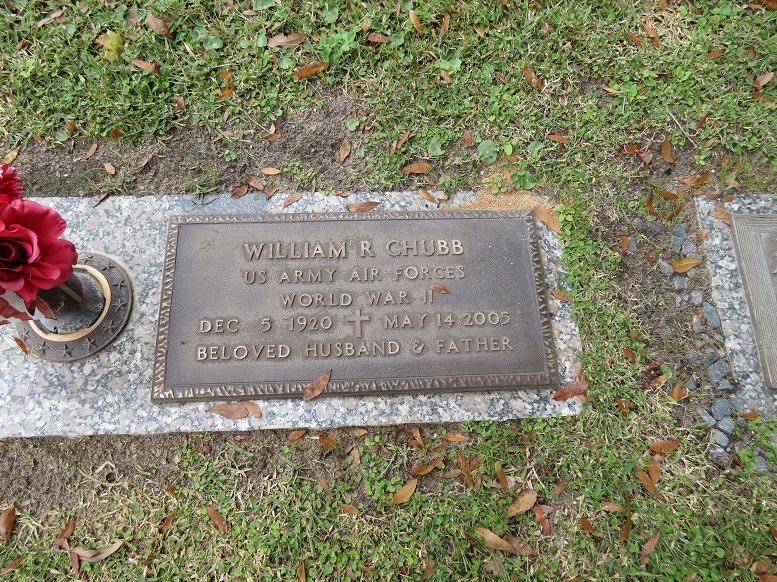 WILLIAM R CHUBB
US ARMY AIR FORCES
WORLD WAR II
DEC 5 1920 ✝ MAY 14 2005
BELOVED HUSBAND & FATHER